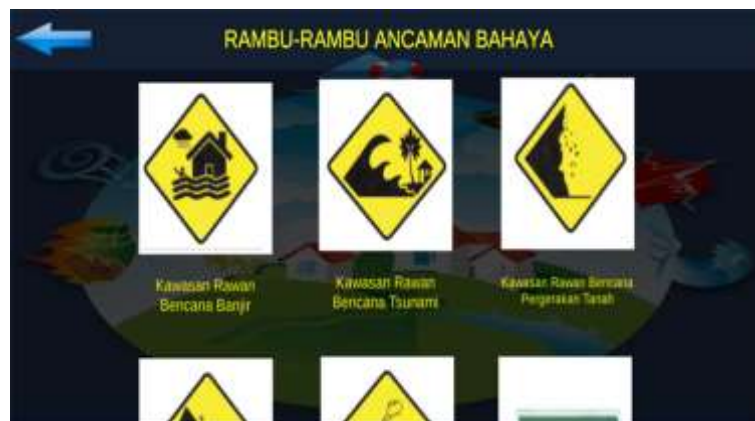 RAMBU-RAMBU ANCAMAN BAHAYA
Kawasan Rawan
Bencana Banjir
Kawasan Rawan
Bencana Tsunami
Kawasan Rawan Bencana
Pergerakan Tanah